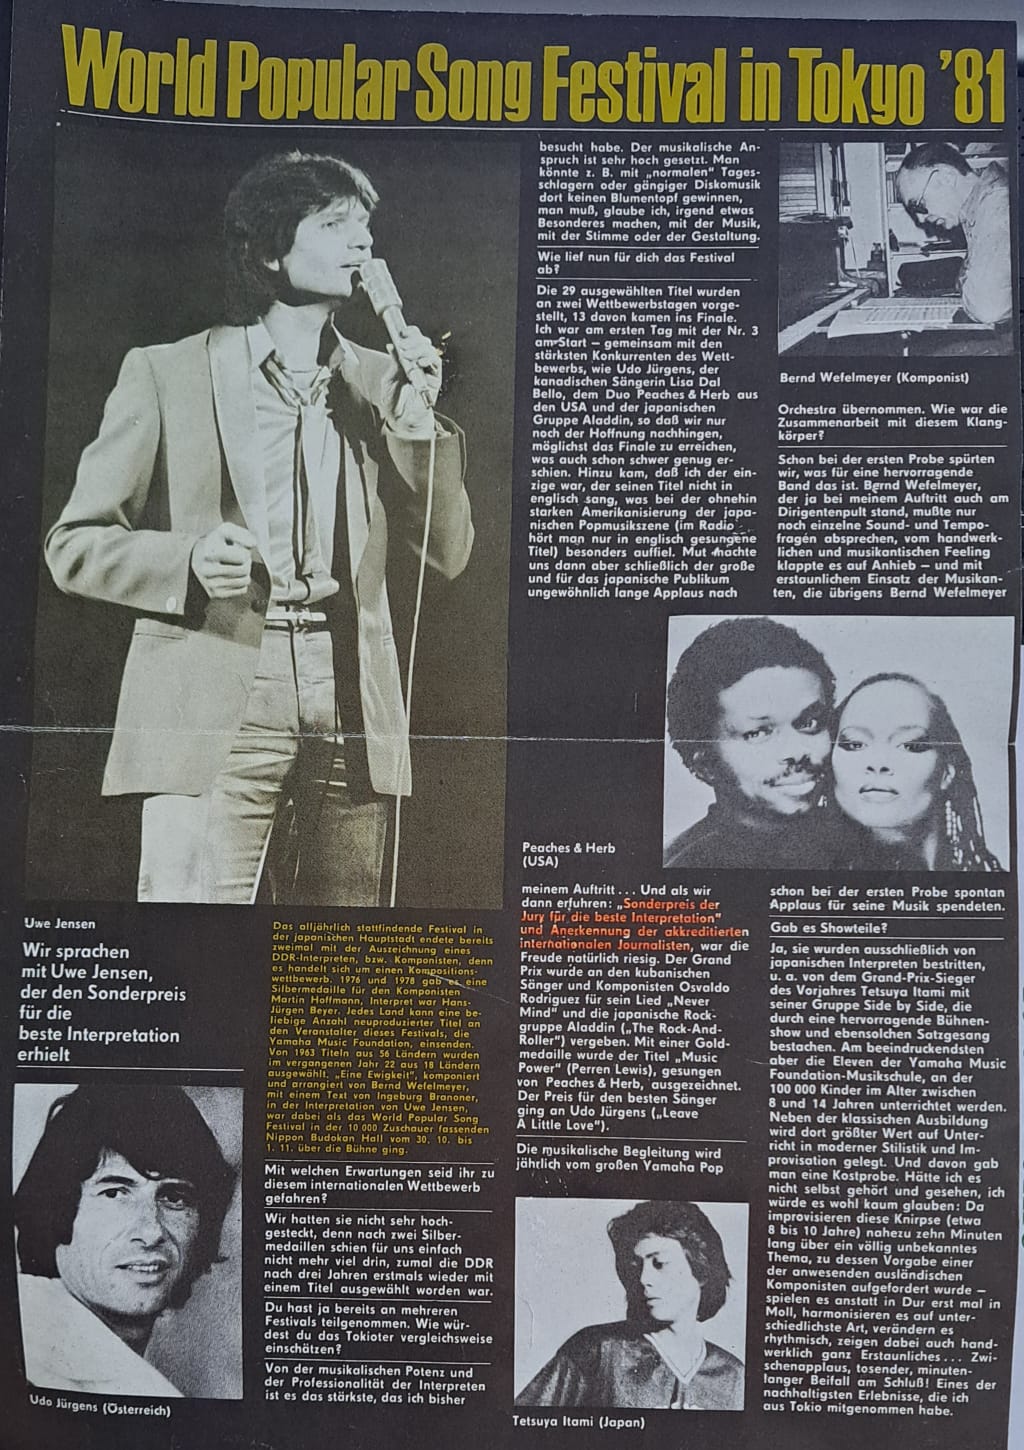 World Popular Song Festival in Tokyo '81
Uwe Jensen
Wir sprachen
mit Uwe Jensen,
der den Sonderpreis
für die
beste Interpretation
erhielt
Udo Jürgens (Österreich)
Das alljährlich stattfindende Festival in
der japanischen Hauptstadt endete bereits
zweimal mit der Auszeichnung eines
DDR-Interpreten, bzw. Komponisten, denn
es handelt sich um einen Kompositions-
wettbewerb. 1976 und 1978 gab es eine
Silbermedaille für den Komponisten
Martin Hoffmann, Interpret war Hans-
Jürgen Beyer. Jedes Land kann eine be-
liebige Anzahl neuproduzierter Titel an
den Veranstalter dieses Festivals, die
Yamaha Music Foundation, einsenden.
Von 1963 Titeln aus 56 Ländern wurden
im vergangenen Jahr 22 aus 18 Ländern
ausgewählt. „Eine Ewigkeit", komponiert
und arrangiert von Bernd Wefelmeyer,
mit einem Text von Ingeburg Branoner,
in der Interpretation von Uwe Jensen,
war dabei als das World Popular Song
Festival in der 10 000 Zuschauer fassenden
Nippon Budokan Hall vom 30. 10. bis
1. 11. über die Bühne ging.
Mit welchen Erwartungen seid ihr zu
diesem internationalen Wettbewerb
gefahren?
Wir hatten sie nicht sehr hoch-
gesteckt, denn nach zwei Silber-
medaillen schien für uns einfach
nicht mehr viel drin, zumal die DDR
nach drei Jahren erstmals wieder mit
einem Titel ausgewählt worden war.
Du hast ja bereits an mehreren
Festivals teilgenommen. Wie wür-
dest du das Tokioter vergleichsweise
einschätzen?
Von der musikalischen Potenz und
der Professionalität der Interpreten
ist es das stärkste, das ich bisher
besucht habe. Der musikalische An-
spruch ist sehr hoch gesetzt. Man
könnte z. B. mit „normalen" Tages-
schlagern oder gängiger Diskomusik
dort keinen Blumentopf gewinnen,
man muß, glaube ich, irgend etwas
Besonderes machen, mit der Musik,
mit der Stimme oder der Gestaltung.
Wie lief nun für dich das Festival
ab?
Die 29 ausgewählten Titel wurden
an zwei Wettbewerbstagen vorge-
stellt, 13 davon kamen ins Finale.
Ich war am ersten Tag mit der Nr. 3
am Start – gemeinsam mit den
stärksten Konkurrenten des Wett-
bewerbs, wie Udo Jürgens, der
kanadischen Sängerin Lisa Dal
Bello, dem Duo Peaches & Herb aus
den USA und der japanischen
Gruppe Aladdin, so daß wir nur
noch der Hoffnung nachhingen,
möglichst das Finale zu erreichen,
was auch schon schwer genug er-
schien. Hinzu kam, daß ich der ein-
zige war, der seinen Titel nicht in
englisch sang, was bei der ohnehin
starken Amerikanisierung der japa-
nischen Popmusikszene (im Radio
hört man nur in englisch gesungene
Titel) besonders auffiel. Mut machte
uns dann aber schließlich der große
und für das japanische Publikum
ungewöhnlich lange Applaus nach
Peaches & Herb
(USA)
meinem Auftritt... Und als wir
dann erfuhren: „Sonderpreis der
Jury für die beste Interpretation"
und Anerkennung der akkreditierten
internationalen Journalisten, war die
Freude natürlich riesig. Der Grand
Prix wurde an den kubanischen
Sänger und Komponisten Osvaldo
Rodriguez für sein Lied „Never
Mind" und die japanische Rock-
gruppe Aladdin („The Rock-And-
Roller") vergeben. Mit einer Gold-
medaille wurde der Titel „Music
Power" (Perren Lewis), gesungen
von Peaches & Herb, ausgezeichnet.
Der Preis für den besten Sänger
ging an Udo Jürgens („Leave
A Little Love").
Die musikalische Begleitung wird
jährlich vom großen Yamaha Pop
Tetsuya Itami (Japan)
Bernd Wefelmeyer (Komponist)
Orchestra übernommen. Wie war die
Zusammenarbeit mit diesem Klang-
körper?
Schon bei der ersten Probe spürten
wir, was für eine hervorragende
Band das ist. Bernd Wefelmeyer,
der ja bei meinem Auftritt auch am
Dirigentenpult stand, mußte nur
noch einzelne Sound- und Tempo-
fragen absprechen, vom handwerk-
lichen und musikantischen Feeling
klappte es auf Anhieb – und mit
erstaunlichem Einsatz der Musikan-
ten, die übrigens Bernd Wefelmeyer
schon bei der ersten Probe spontan
Applaus für seine Musik spendeten.
Gab es Showteile?
Ja, sie wurden ausschließlich von
japanischen Interpreten bestritten,
u. a. von dem Grand-Prix-Sieger
des Vorjahres Tetsuya Itami mit
seiner Gruppe Side by Side, die
durch eine hervorragende Bühnen-
show und ebensolchen Satzgesang
bestachen. Am beeindruckendsten
aber die Eleven der Yamaha Music
Foundation-Musikschule, an der
100 000 Kinder im Alter zwischen
8 und 14 Jahren unterrichtet werden.
Neben der klassischen Ausbildung
wird dort größter Wert auf Unter-
richt in moderner Stilistik und Im-
provisation gelegt. Und davon gab
man eine Kostprobe. Hätte ich es
nicht selbst gehört und gesehen, ich
würde es wohl kaum glauben: Da
improvisieren diese Knirpse (etwa
8 bis 10 Jahre) nahezu zehn Minuten
lang über ein völlig unbekanntes
Thema, zu dessen Vorgabe einer
der anwesenden ausländischen
Komponisten aufgefordert wurde –
spielen es anstatt in Dur erst mal in
Moll, harmonisieren es auf unter-
schiedlichste Art, verändern es
rhythmisch, zeigen dabei auch hand-
werklich ganz Erstaunliches... Zwi-
schenapplaus, tosender, minuten-
langer Beifall am Schluß! Eines der
nachhaltigsten Erlebnisse, die ich
aus Tokio mitgenommen habe.